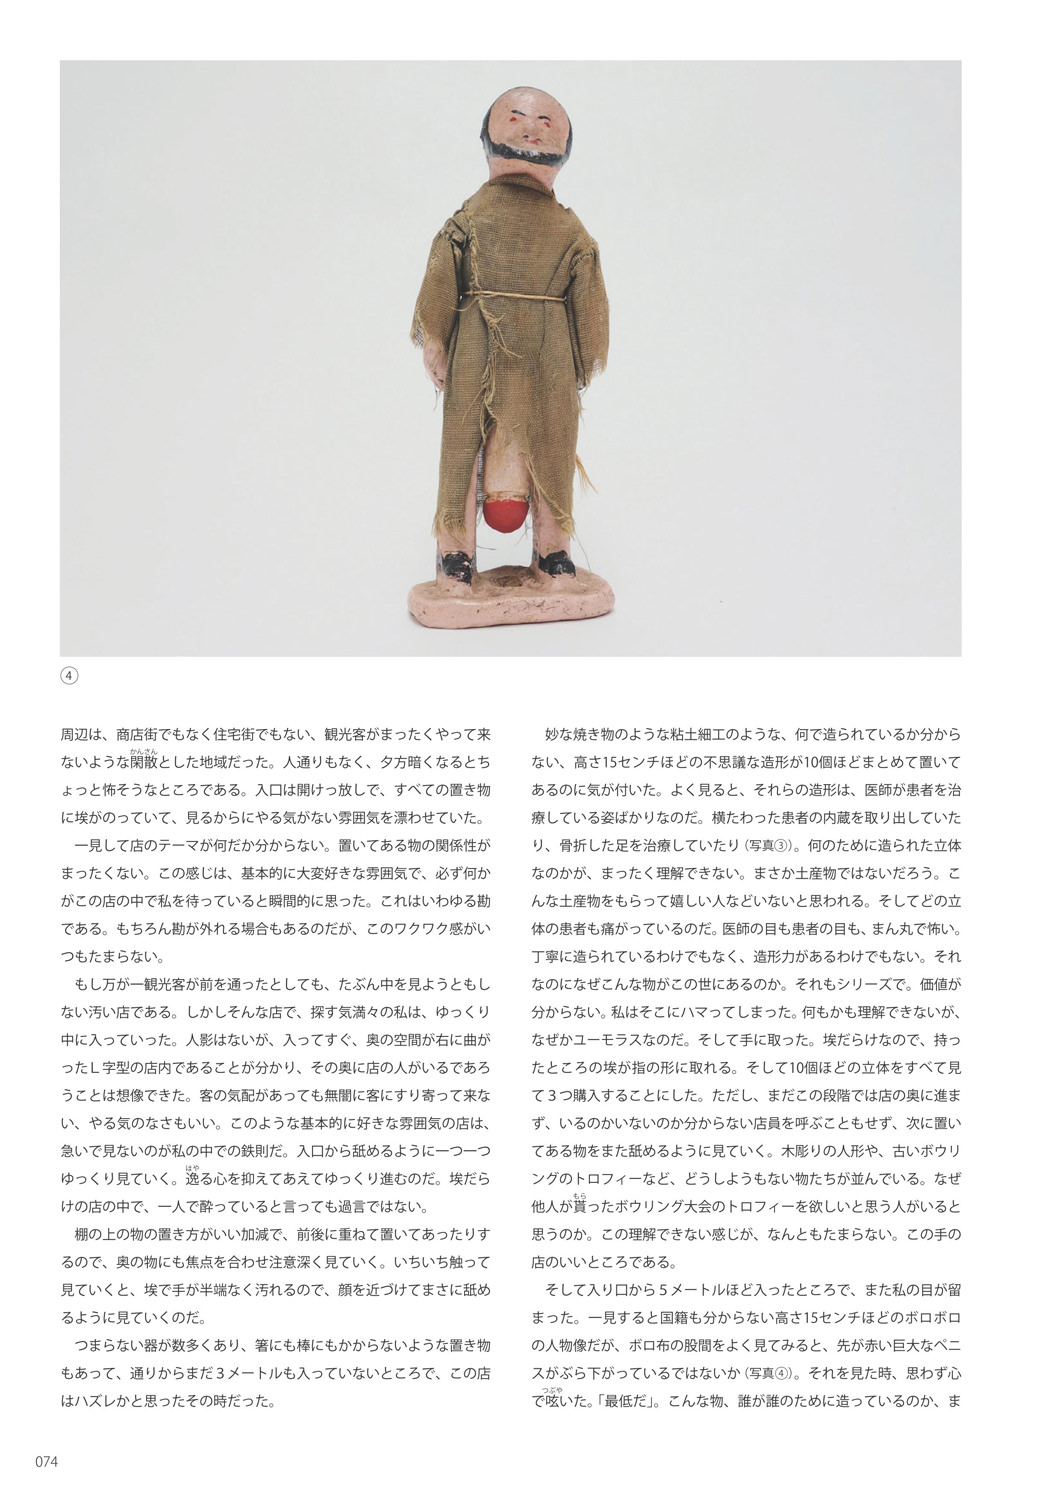 ④
周辺は、商店街でもなく住宅街でもない、観光客がまったくやって来
ないような閑散とした地域だった。人通りもなく、夕方暗くなるとち
ょっと怖そうなところである。入口は開けっ放しで、すべての置き物
に埃がのっていて、見るからにやる気がない雰囲気を漂わせていた。
　一見して店のテーマが何だか分からない。置いてある物の関係性が
まったくない。この感じは、基本的に大変好きな雰囲気で、必ず何か
がこの店の中で私を待っていると瞬間的に思った。これはいわゆる勘
である。もちろん勘が外れる場合もあるのだが、このワクワク感がい
つもたまらない。
　もし万が一観光客が前を通ったとしても、たぶん中を見ようともし
ない汚い店である。しかしそんな店で、探す気満々の私は、ゆっくり
中に入っていった。人影はないが、入ってすぐ、奥の空間が右に曲が
ったＬ字型の店内であることが分かり、その奥に店の人がいるであろ
うことは想像できた。客の気配があっても無闇に客にすり寄って来な
い、やる気のなさもいい。このような基本的に好きな雰囲気の店は、
急いで見ないのが私の中での鉄則だ。入口から舐めるように一つ一つ
ゆっくり見ていく。逸る心を抑えてあえてゆっくり進むのだ。埃だら
けの店の中で、一人で酔っていると言っても過言ではない。
　棚の上の物の置き方がいい加減で、前後に重ねて置いてあったりす
るので、奥の物にも焦点を合わせ注意深く見ていく。いちいち触って
見ていくと、埃で手が半端なく汚れるので、顔を近づけてまさに舐め
るように見ていくのだ。
　つまらない器が数多くあり、箸にも棒にもかからないような置き物
もあって、通りからまだ３メートルも入っていないところで、この店
はハズレかと思ったその時だった。
　妙な焼き物のような粘土細工のような、何で造られているか分から
ない、高さ15センチほどの不思議な造形が10個ほどまとめて置いて
あるのに気が付いた。よく見ると、それらの造形は、医師が患者を治
療している姿ばかりなのだ。横たわった患者の内蔵を取り出していた
り、骨折した足を治療していたり（写真③）。何のために造られた立体
なのかが、まったく理解できない。まさか土産物ではないだろう。こ
んな土産物をもらって嬉しい人などいないと思われる。そしてどの立
体の患者も痛がっているのだ。医師の目も患者の目も、まん丸で怖い。
丁寧に造られているわけでもなく、造形力があるわけでもない。それ
なのになぜこんな物がこの世にあるのか。それもシリーズで。価値が
分からない。私はそこにハマってしまった。何もかも理解できないが、
なぜかユーモラスなのだ。そして手に取った。埃だらけなので、持っ
たところの埃が指の形に取れる。そして10個ほどの立体をすべて見
て３つ購入することにした。ただし、まだこの段階では店の奥に進ま
ず、いるのかいないのか分からない店員を呼ぶこともせず、次に置い
てある物をまた舐めるように見ていく。木彫りの人形や、古いボウリ
ングのトロフィーなど、どうしようもない物たちが並んでいる。なぜ
他人が貰ったボウリング大会のトロフィーを欲しいと思う人がいると
思うのか。この理解できない感じが、なんともたまらない。この手の
店のいいところである。
　そして入り口から５メートルほど入ったところで、また私の目が留
まった。一見すると国籍も分からない高さ15センチほどのボロボロ
の人物像だが、ボロ布の股間をよく見てみると、先が赤い巨大なペニ
スがぶら下がっているではないか（写真④）。それを見た時、思わず心
で呟いた。「最低だ」。こんな物、誰が誰のために造っているのか、ま
074